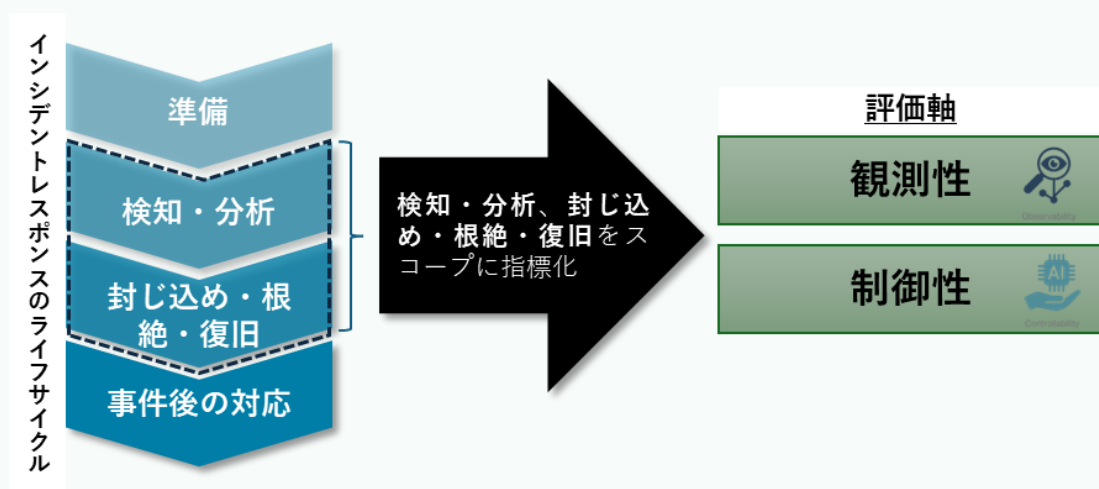 インシデントレスポンスのライフサイクル
準備
検知・分析
封じ込め・根
絶・復旧
事件後の対応
検知・分析、封じ込
め・根絶・復旧をス
コープに指標化
評価軸
観測性
Observability
制御性
AI
Controllability